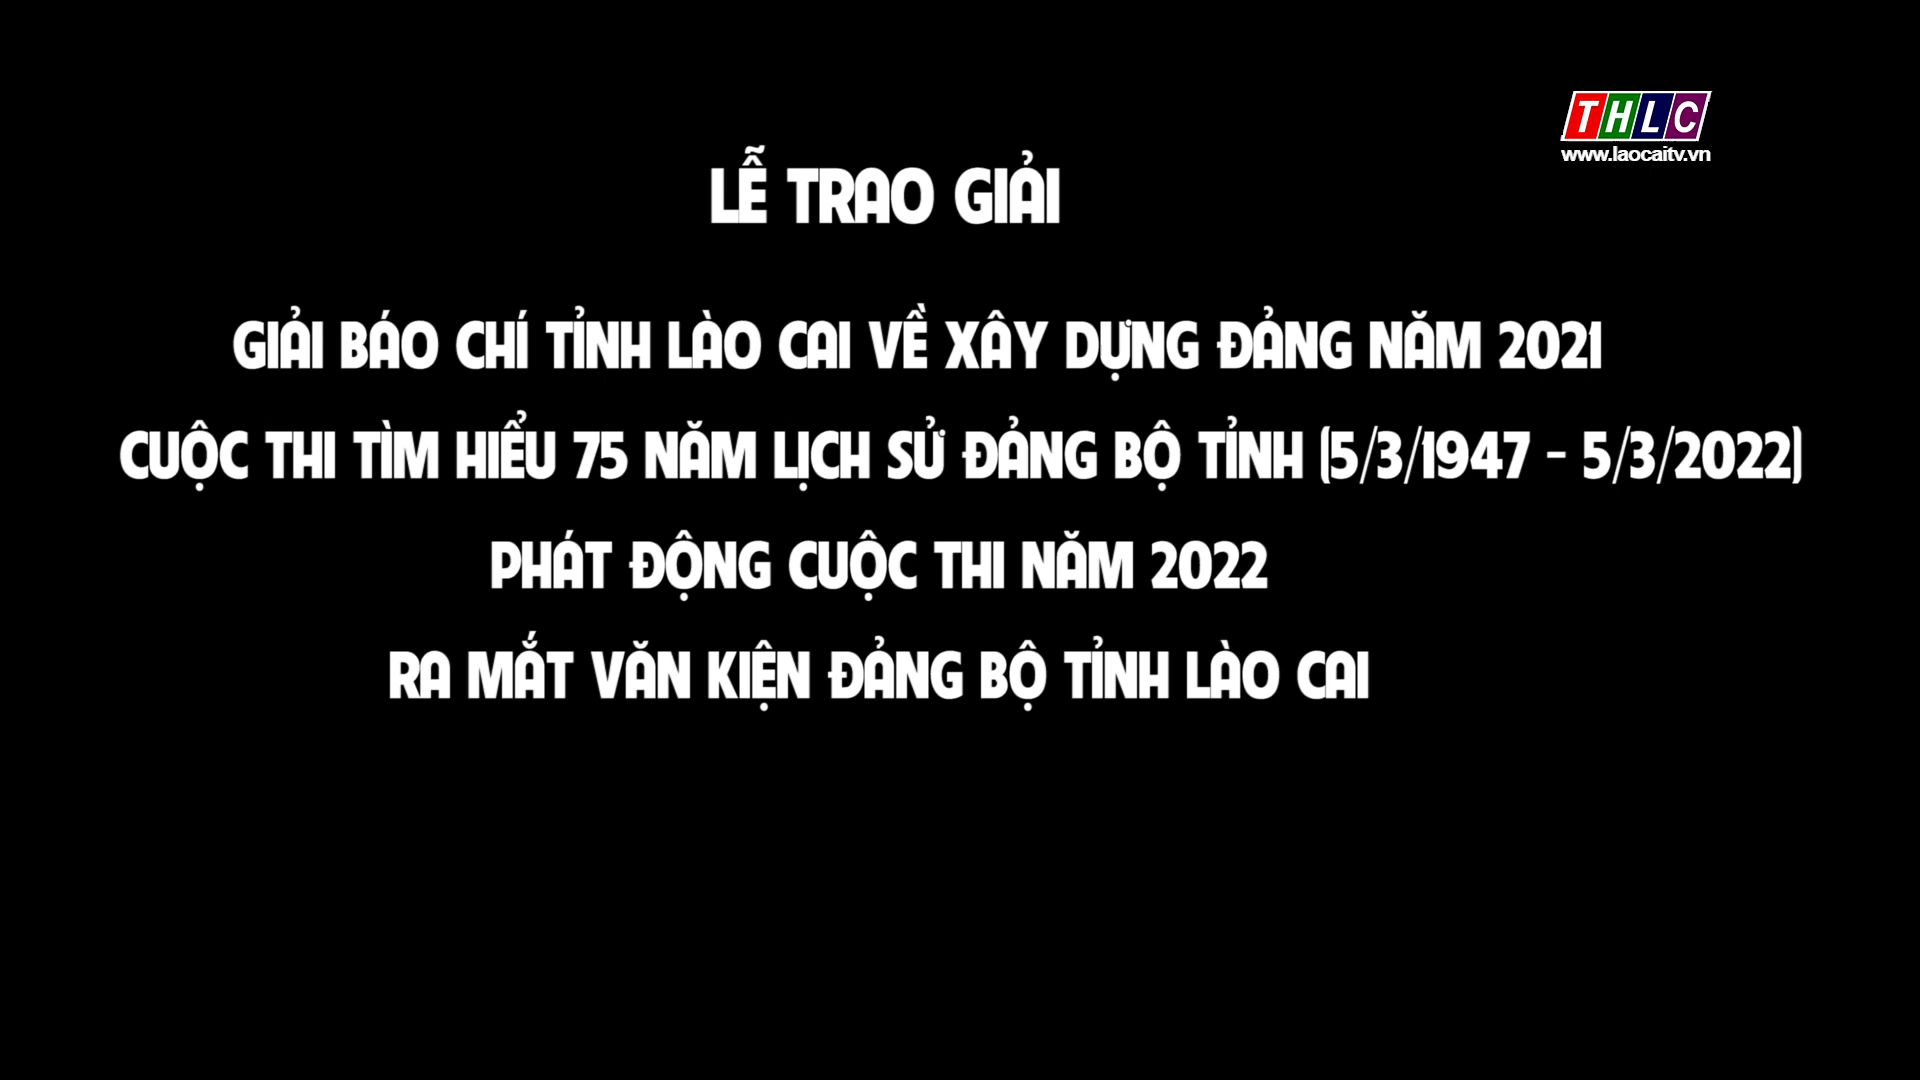 THLC
www.laocaitv.vn
LỄ TRAO GIẢI
GIẢI BÁO CHÍ TỈNH LÀO CAI VỀ XÂY DỰNG ĐẢNG NĂM 2021
CUỘC THI TÌM HIỂU 75 NĂM LỊCH SỬ ĐẢNG BỘ TỈNH (5/3/1947 - 5/3/2022)
PHÁT ĐỘNG CUỘC THI NĂM 2022
RA MẮT VĂN KIỆN ĐẢNG BỘ TỈNH LÀO CAI